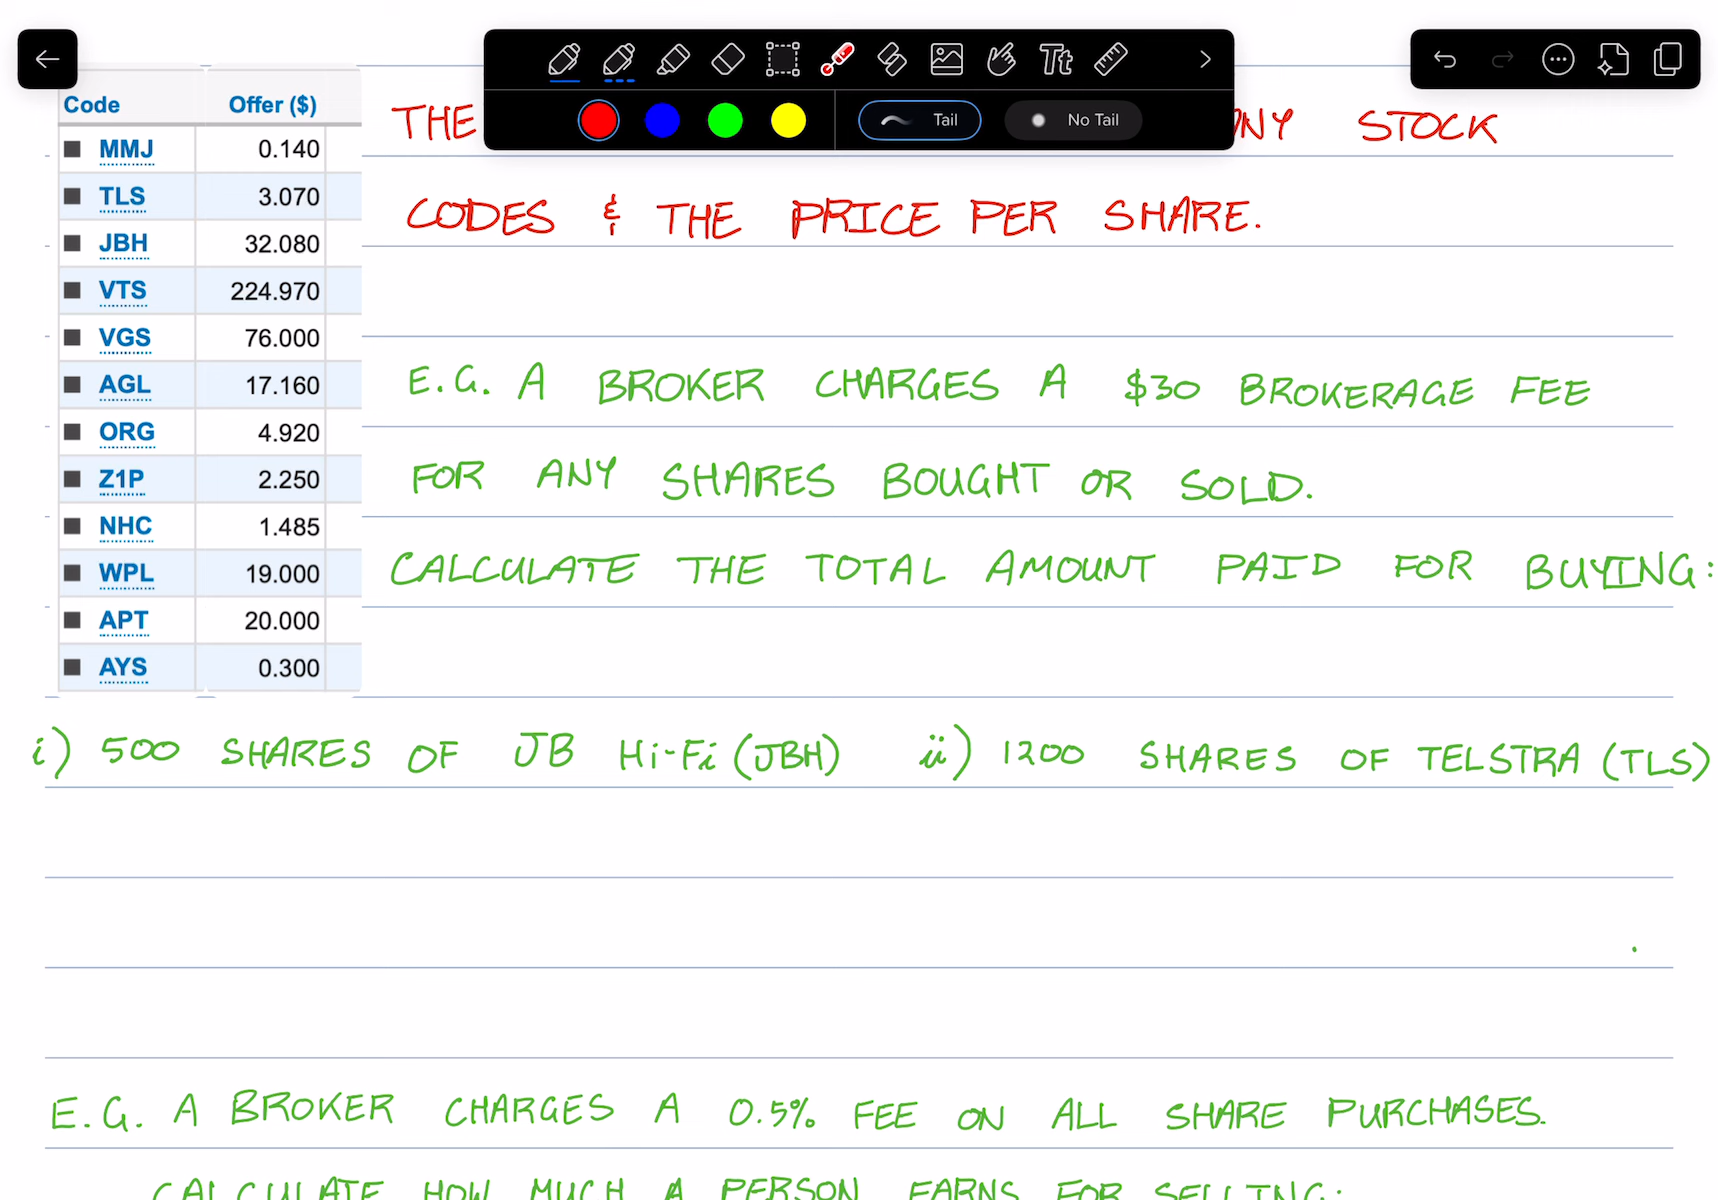 Tail No Tail
Code Offer ($)
MMJ 0.140
TLS 3.070
JBH 32.080
VTS 224.970
VGS 76.000
AGL 17.160
ORG 4.920
Z1P 2.250
NHC 1.485
WPL 19.000
APT 20.000
AYS 0.300
THE STOCK
CODES & THE PRICE PER SHARE.
E.G. A BROKER CHARGES A $30 BROKERAGE FEE
FOR ANY SHARES BOUGHT OR SOLD.
CALCULATE THE TOTAL AMOUNT PAID FOR BUYING:
i) 500 SHARES OF JB Hi-Fi (JBH) ii) 1200 SHARES OF TELSTRA (TLS)
E.G. A BROKER CHARGES A 0.5% FEE ON ALL SHARE PURCHASES.
CALCULATE HOW MUCH A PERSON EARNS FOR SELLING: